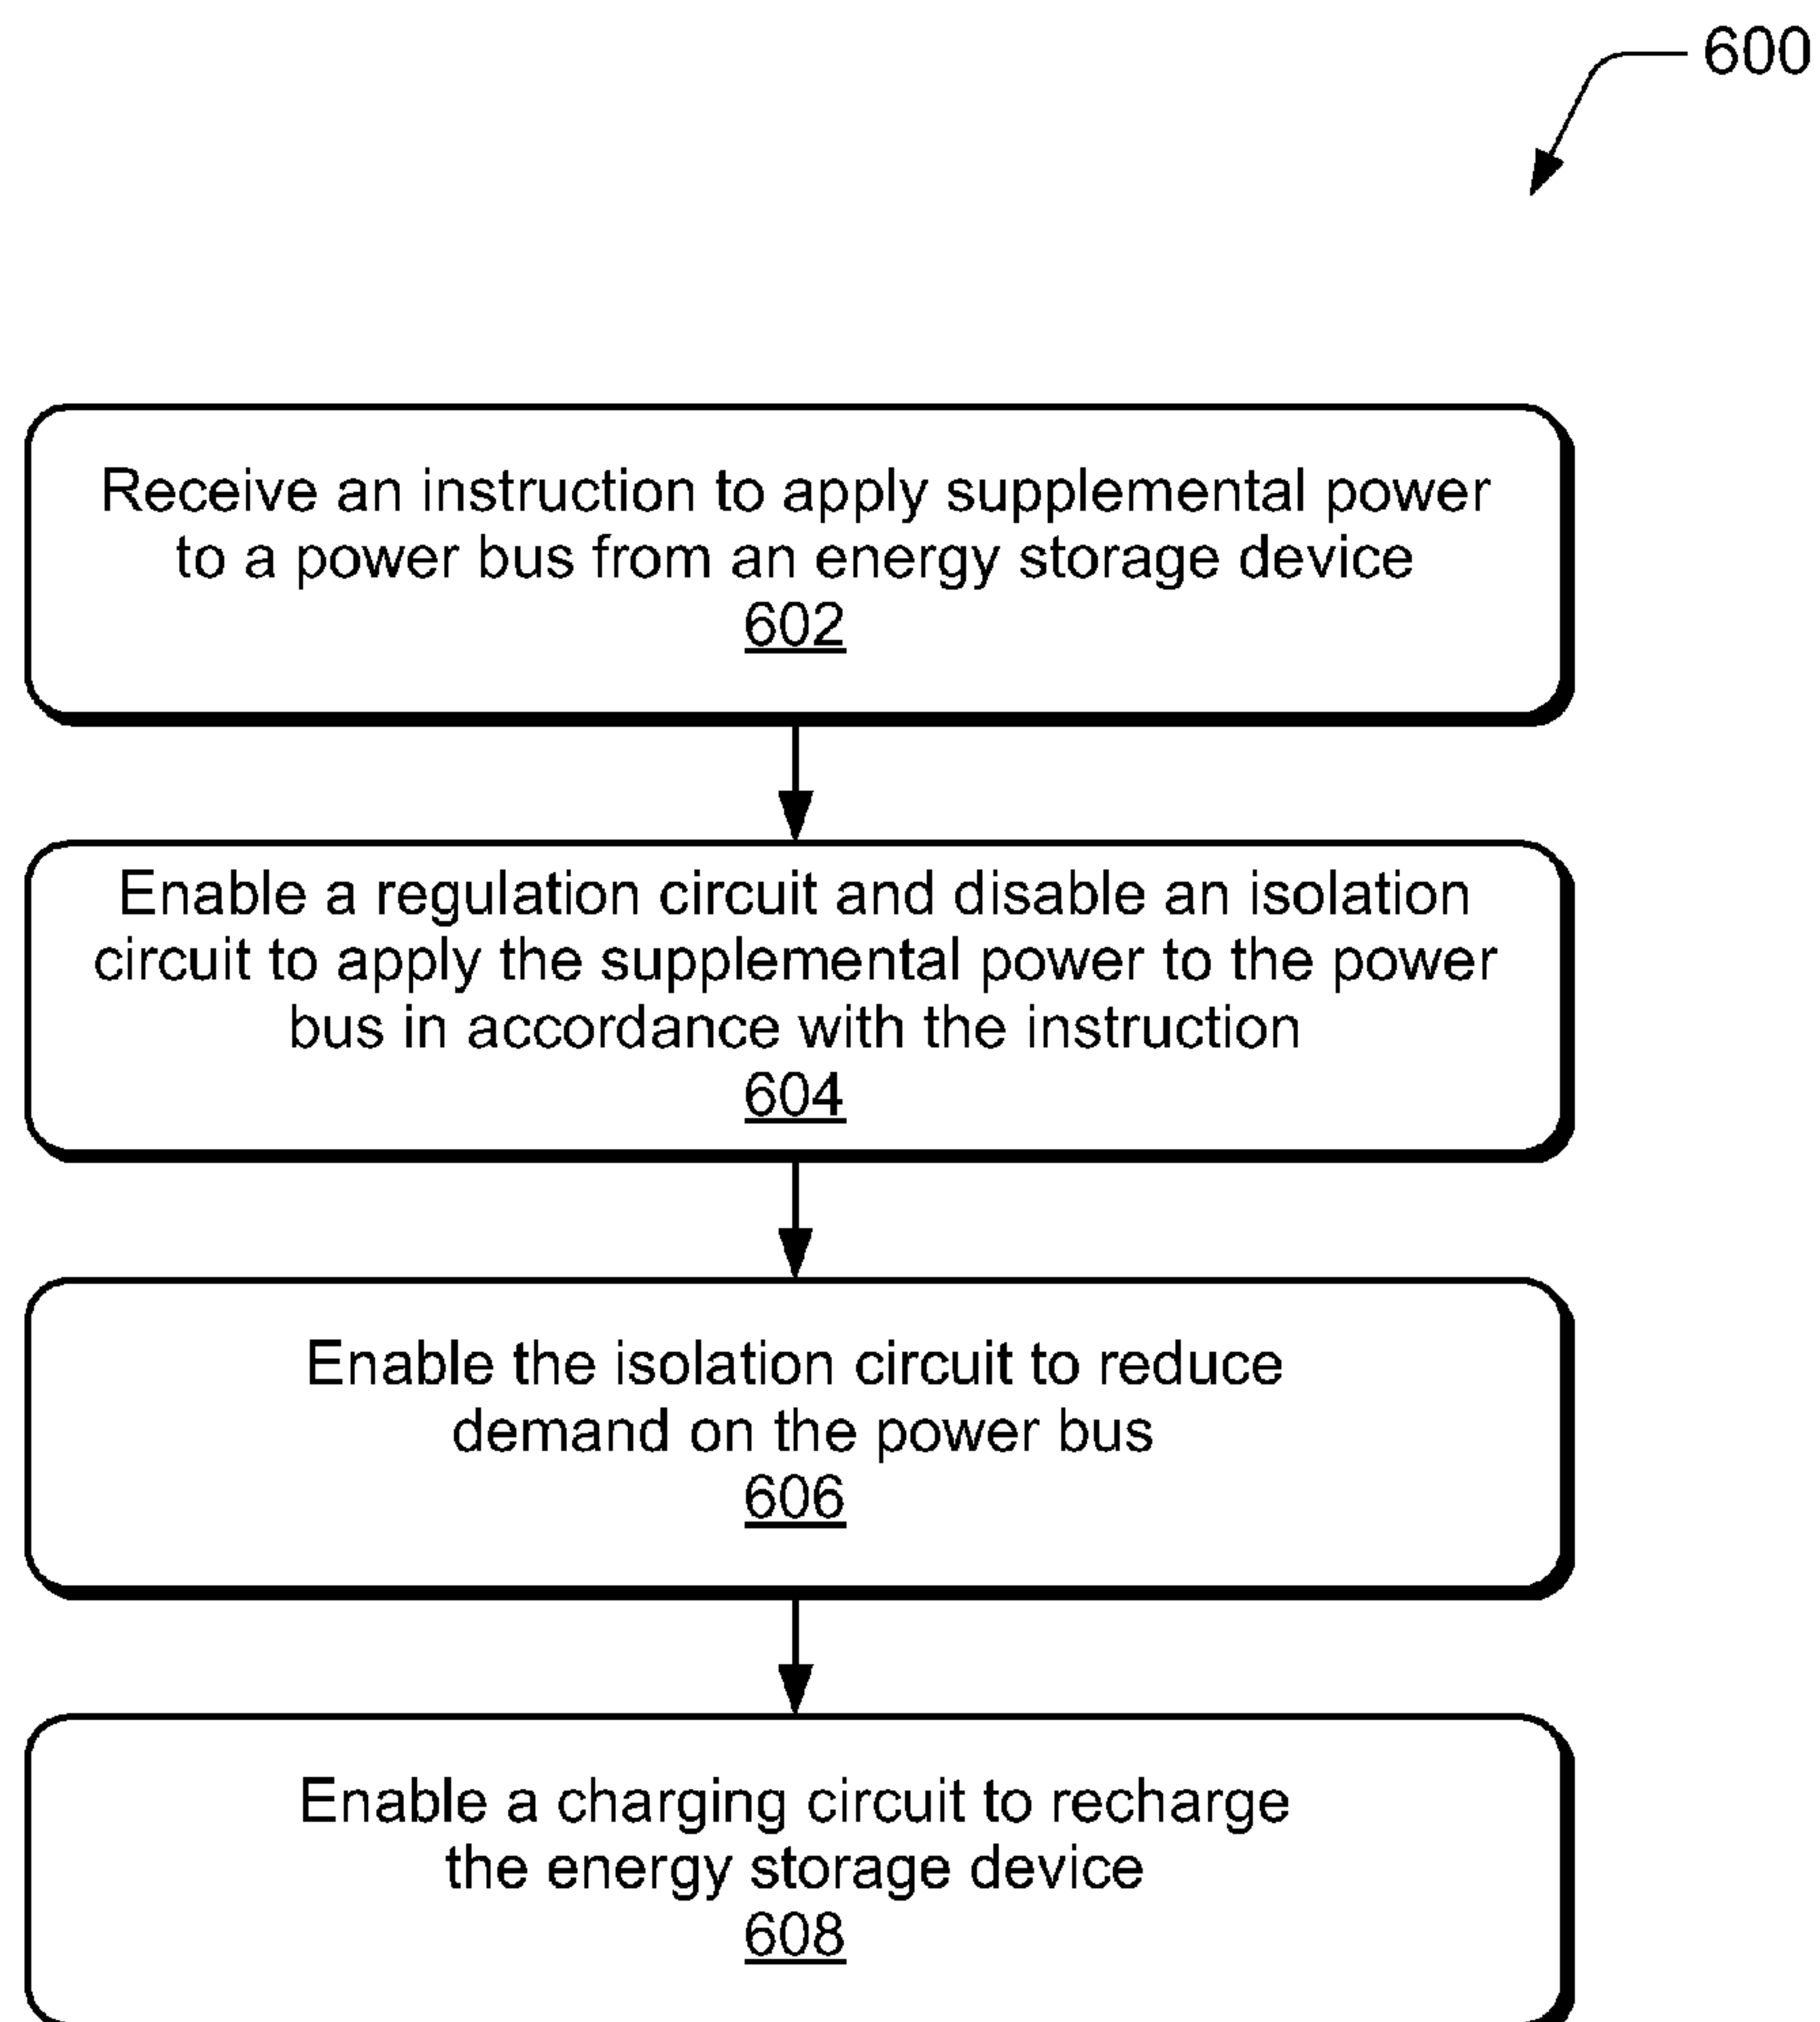 600
Receive an instruction to apply supplemental power
to a power bus from an energy storage device
602
Enable a regulation circuit and disable an isolation
circuit to apply the supplemental power to the power
bus in accordance with the instruction
604
Enable the isolation circuit to reduce
demand on the power bus
606
Enable a charging circuit to recharge
the energy storage device
608